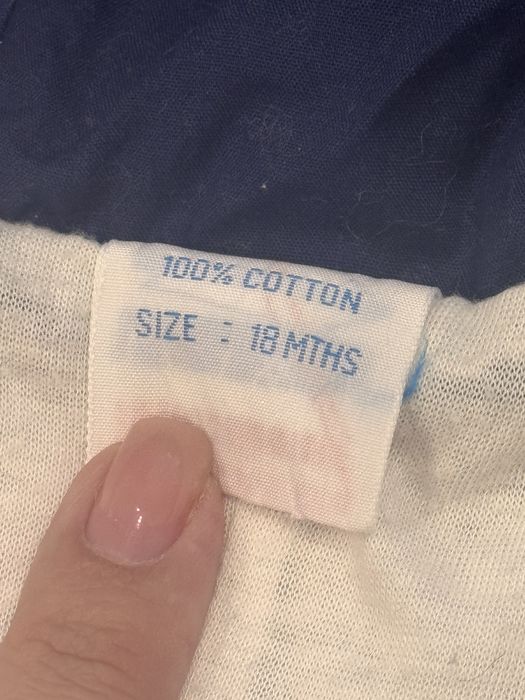 100% COTTON
SIZE : 18 MTHS